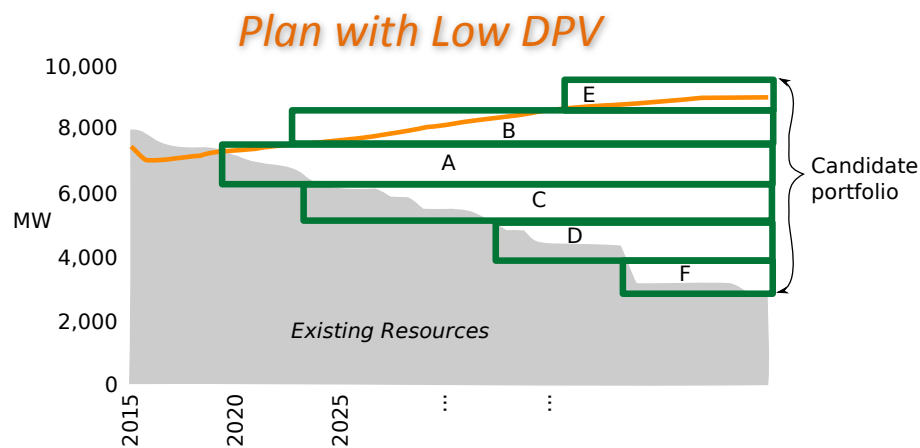 Plan with Low DPV
10,000
8,000
6,000
4,000
2,000
0
MW
E
B
A
C
D
F
Existing Resources
Candidate
portfolio
2015
2020
2025
...
...